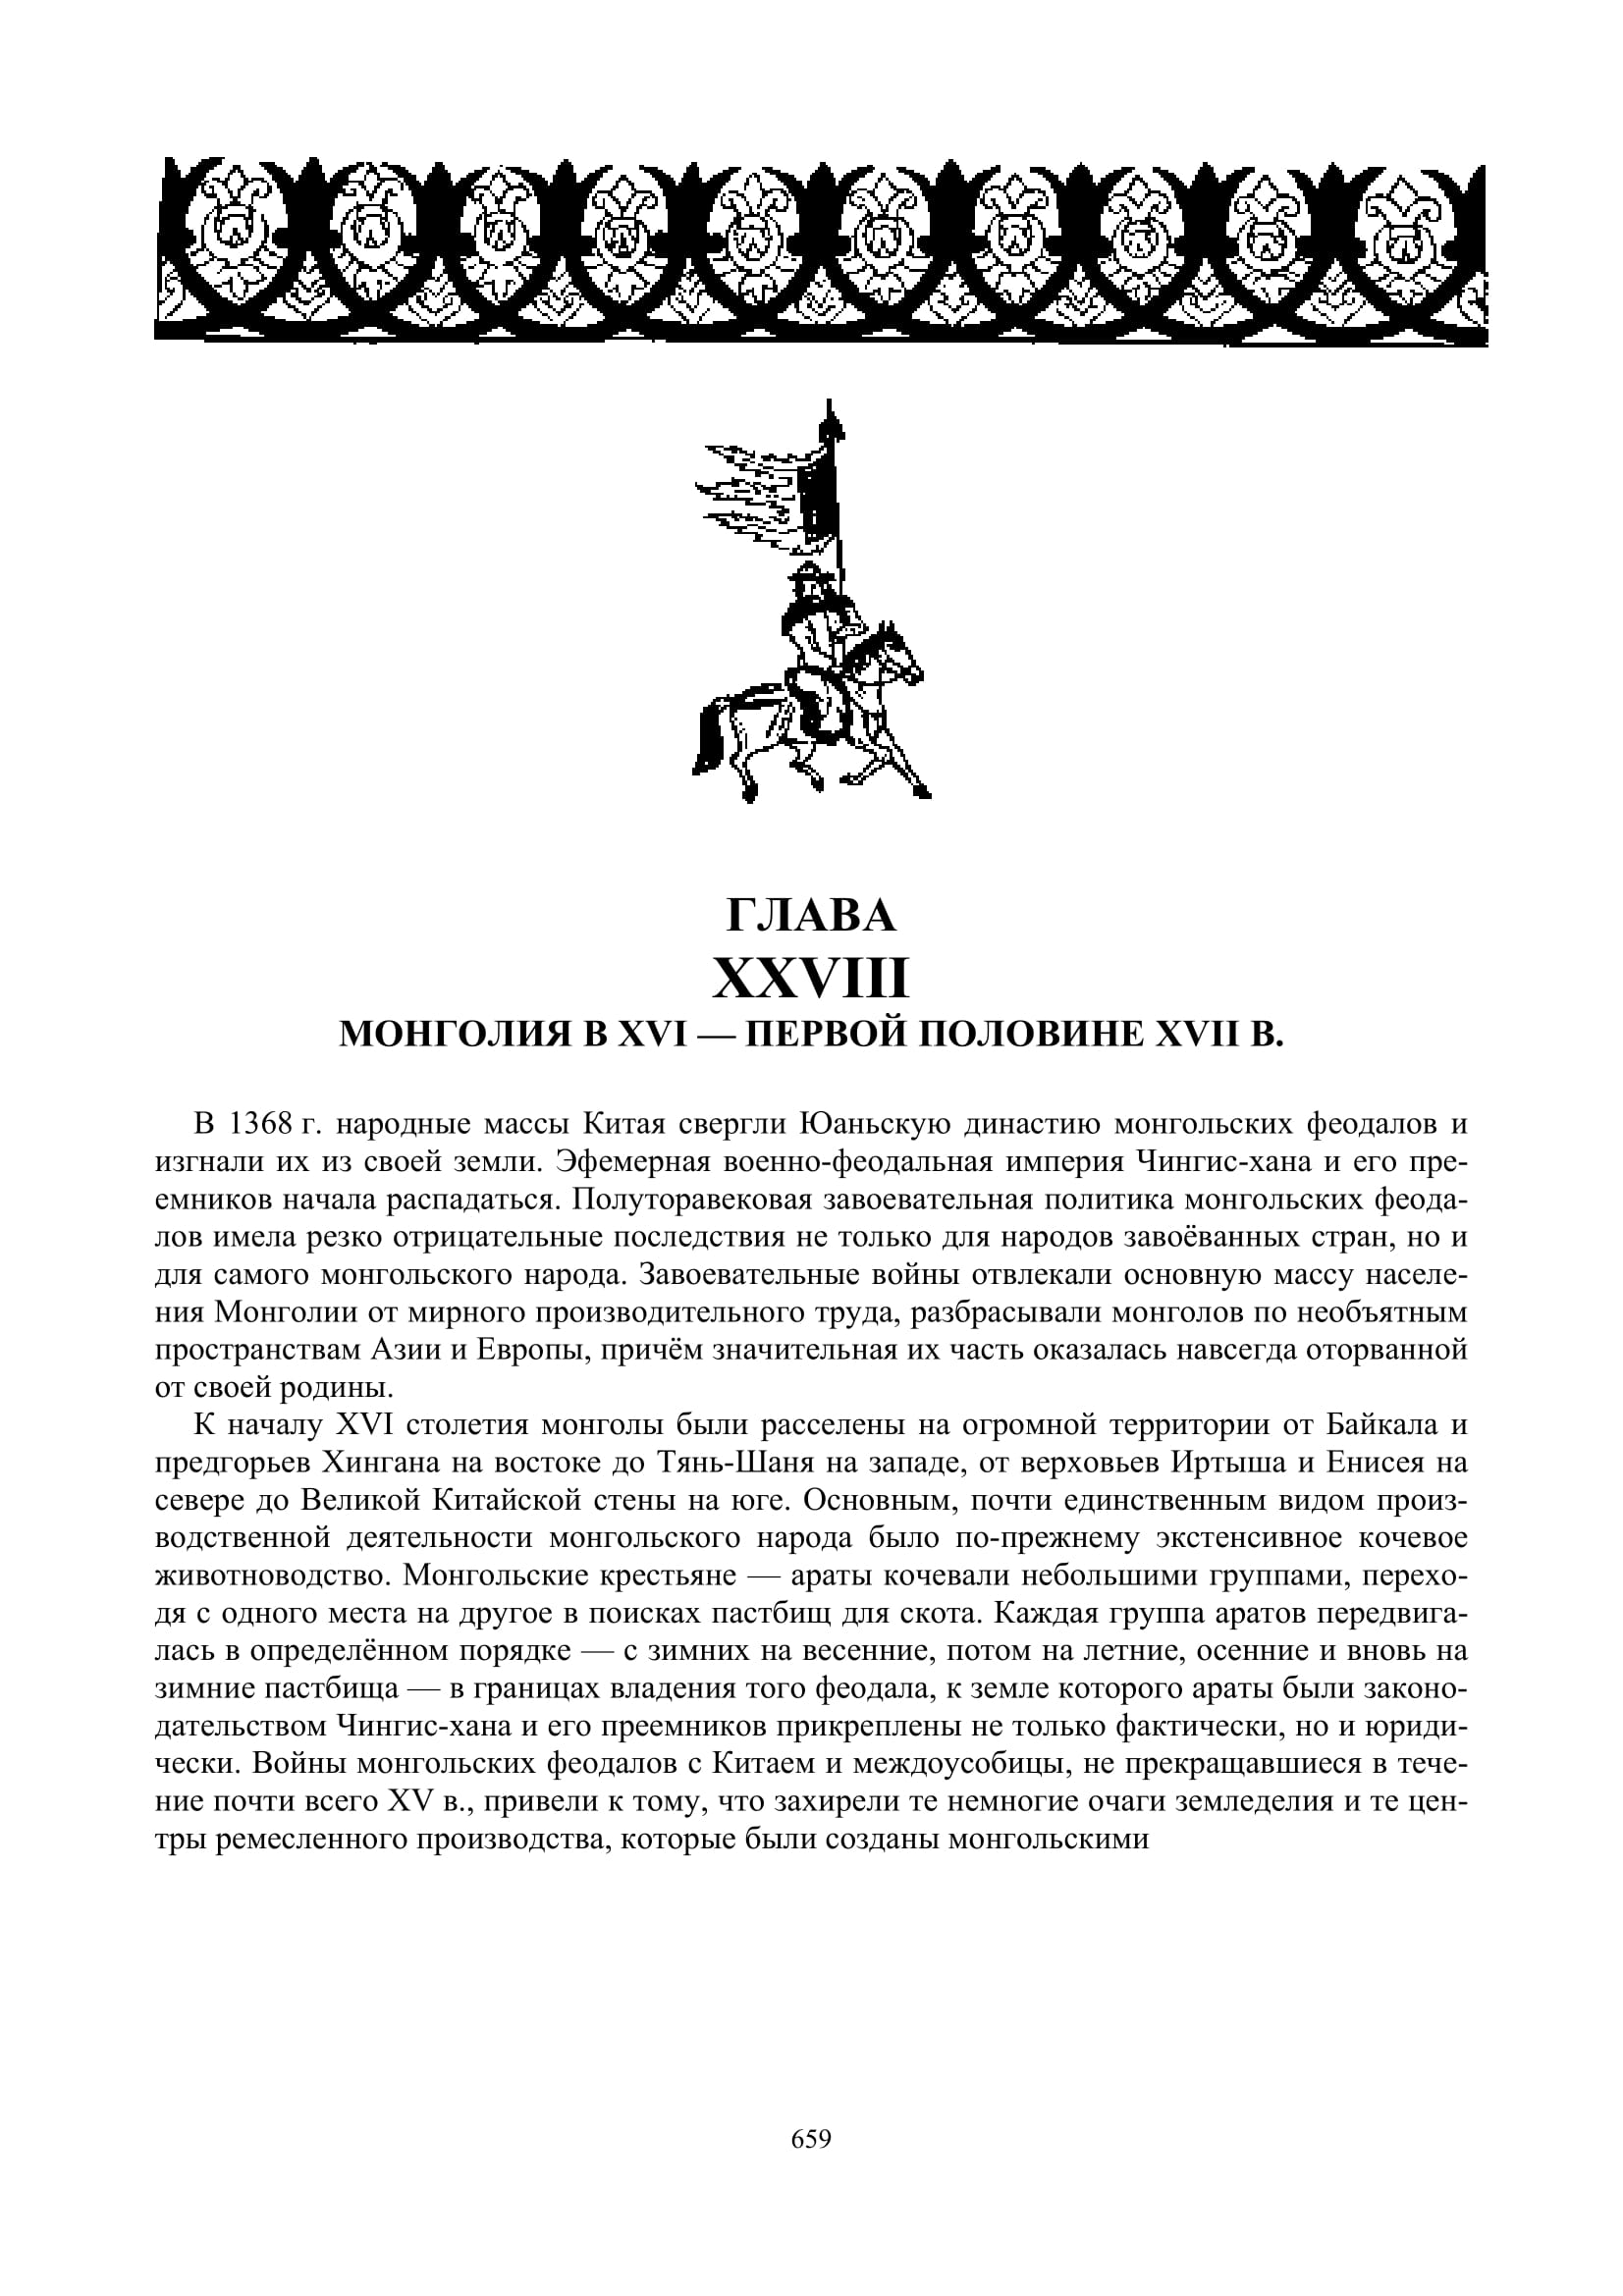 ГЛАВА
XXVIII
МОНГОЛИЯ В XVI — ПЕРВОЙ ПОЛОВИНЕ XVII В.
В 1368 г. народные массы Китая свергли Юаньскую династию монгольских феодалов и
изгнали их из своей земли. Эфемерная военно-феодальная империя Чингис-хана и его пре-
емников начала распадаться. Полуторавековая завоевательная политика монгольских феода-
лов имела резко отрицательные последствия не только для народов завоёванных стран, но и
для самого монгольского народа. Завоевательные войны отвлекали основную массу населе-
ния Монголии от мирного производительного труда, разбрасывали монголов по необъятным
пространствам Азии и Европы, причём значительная их часть оказалась навсегда оторванной
от своей родины.
К началу XVI столетия монголы были расселены на огромной территории от Байкала и
предгорьев Хингана на востоке до Тянь-Шаня на западе, от верховьев Иртыша и Енисея на
севере до Великой Китайской стены на юге. Основным, почти единственным видом произ-
водственной деятельности монгольского народа было по-прежнему экстенсивное кочевое
животноводство. Монгольские крестьяне — араты кочевали небольшими группами, перехо-
дя с одного места на другое в поисках пастбищ для скота. Каждая группа аратов передвига-
лась в определённом порядке — с зимних на весенние, потом на летние, осенние и вновь на
зимние пастбища — в границах владения того феодала, к земле которого араты были законо-
дательством Чингис-хана и его преемников прикреплены не только фактически, но и юриди-
чески. Войны монгольских феодалов с Китаем и междоусобицы, не прекращавшиеся в тече-
ние почти всего XV в., привели к тому, что захирели те немногие очаги земледелия и те цен-
тры ремесленного производства, которые были созданы монгольскими
659